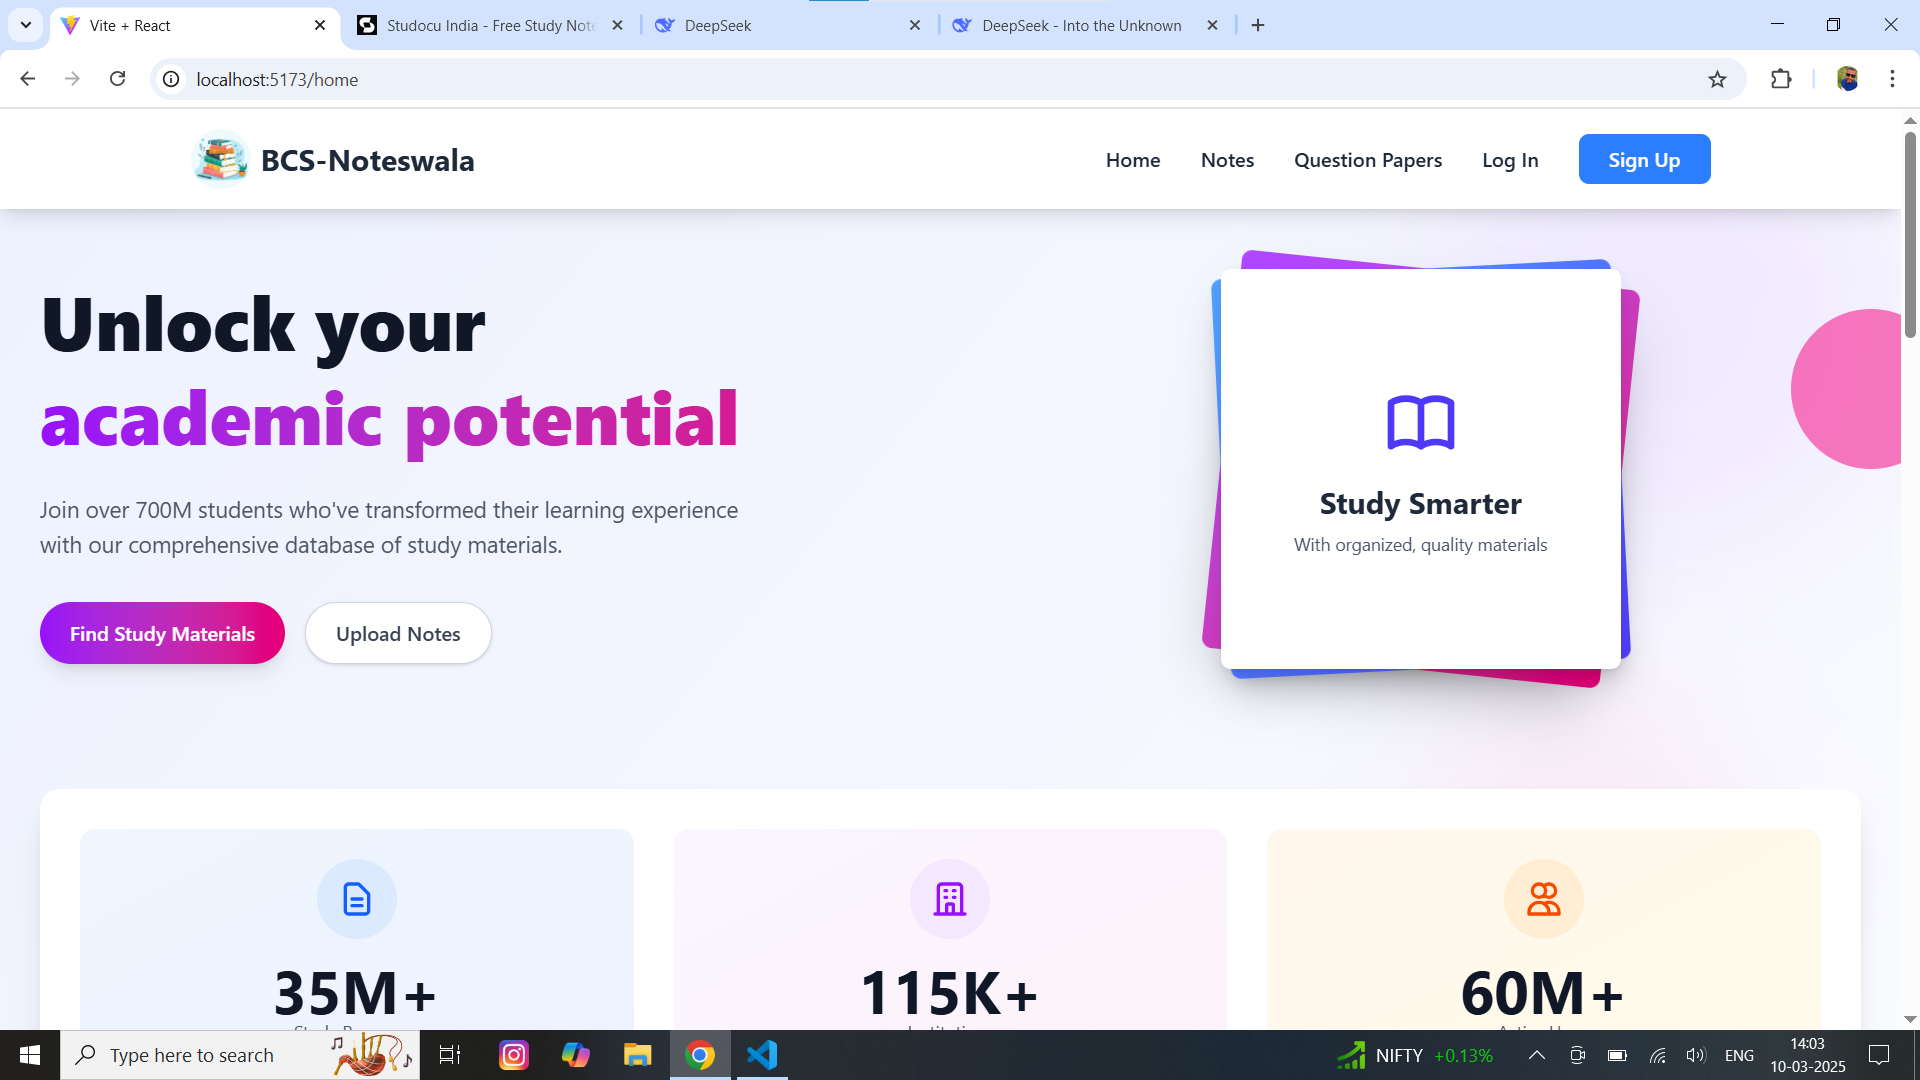 Vite + React
Studocu India - Free Study Note
DeepSeek
DeepSeek - Into the Unknown
localhost:5173/home
BCS-Noteswala
Home
Notes
Question Papers
Log In
Sign Up
Unlock your
academic potential
Join over 700M students who've transformed their learning experience
with our comprehensive database of study materials.
Find Study Materials
Upload Notes
Study Smarter
With organized, quality materials
35M+
115K+
60M+
Type here to search
NIFTY +0.13%
ENG
14:03
10-03-2025